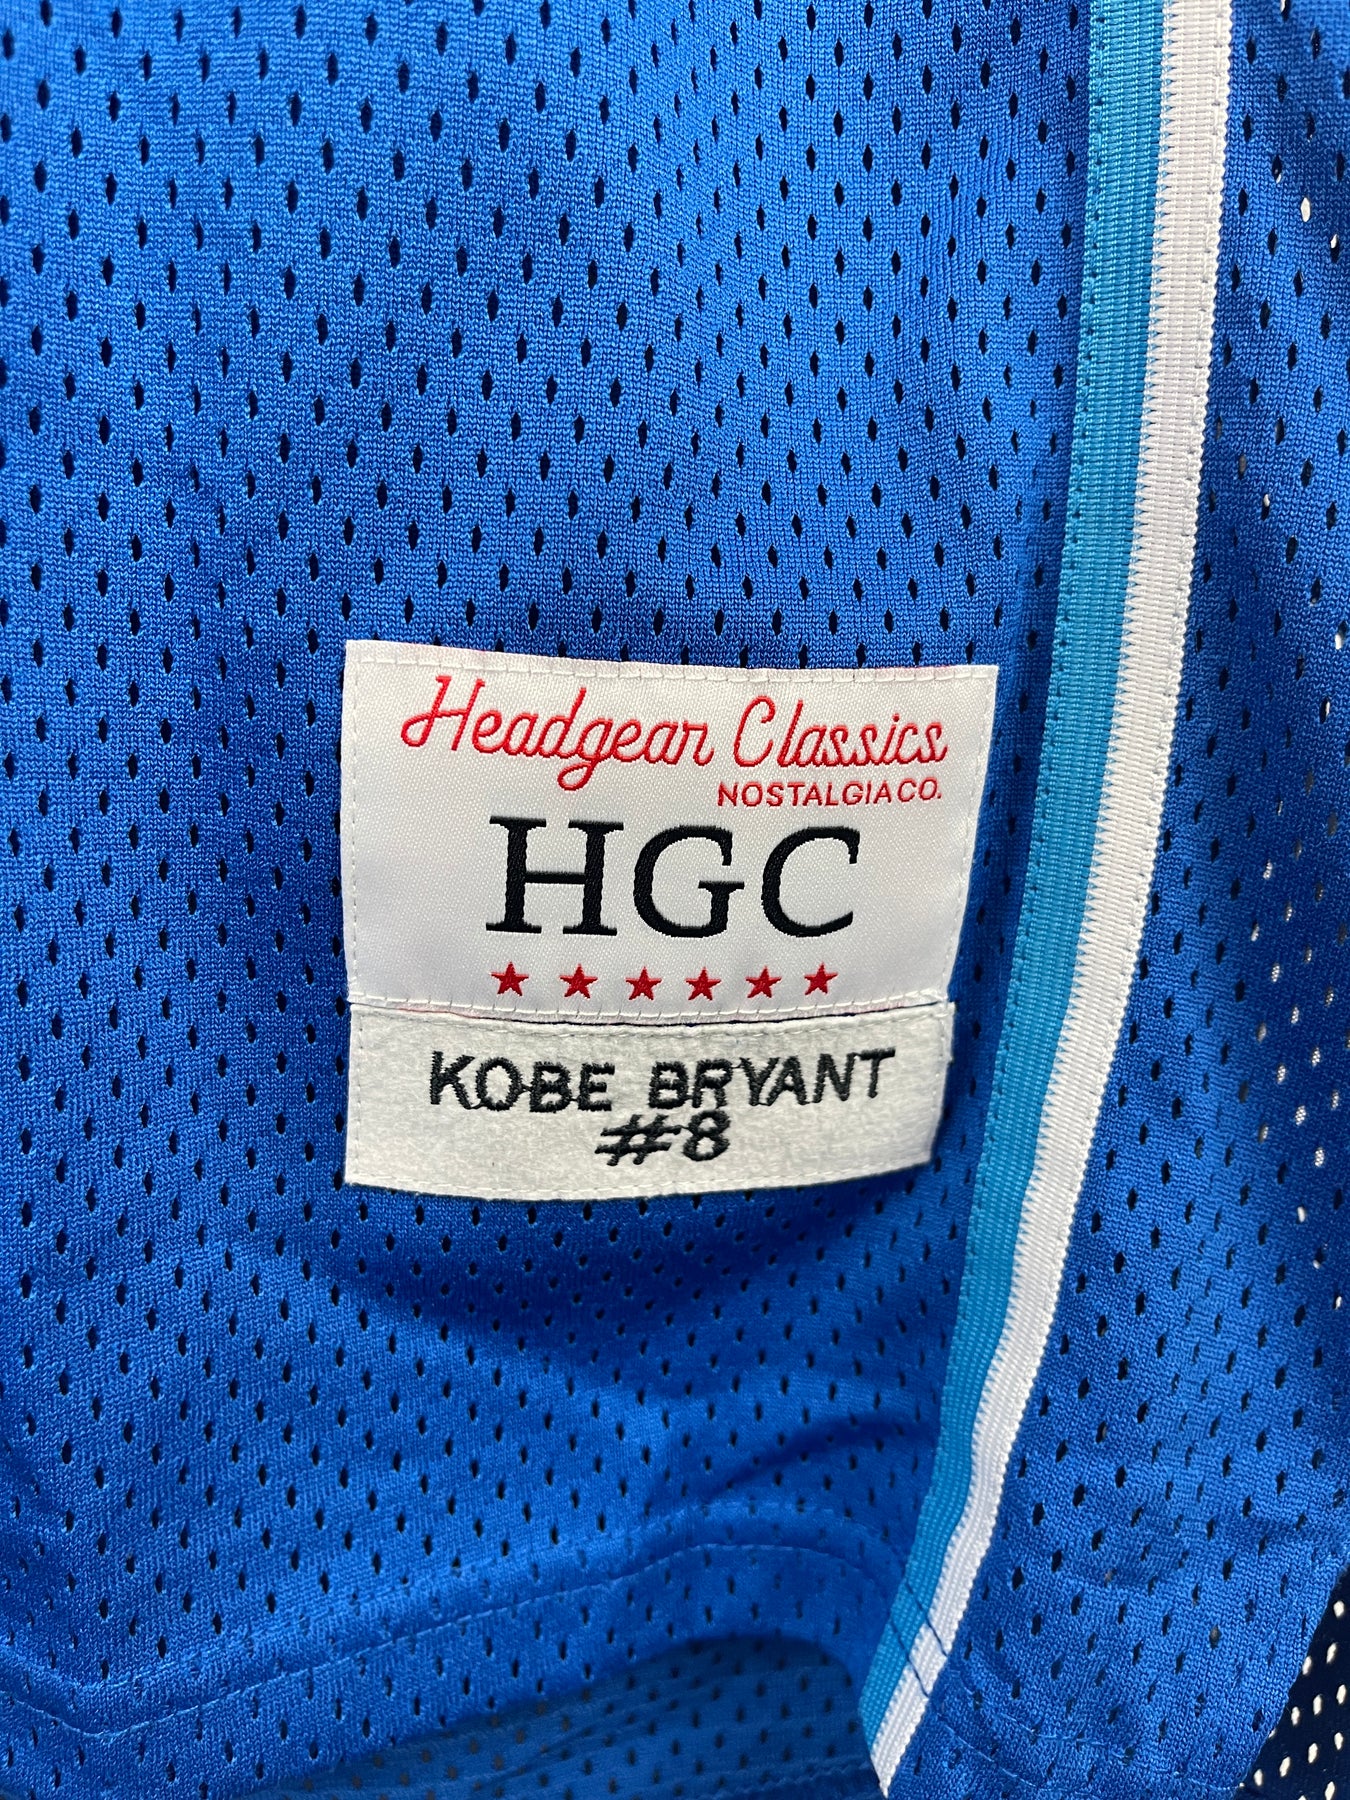 Headgear Classics
NOSTALGIA CO.
HGC
KOBE BRYANT
#8